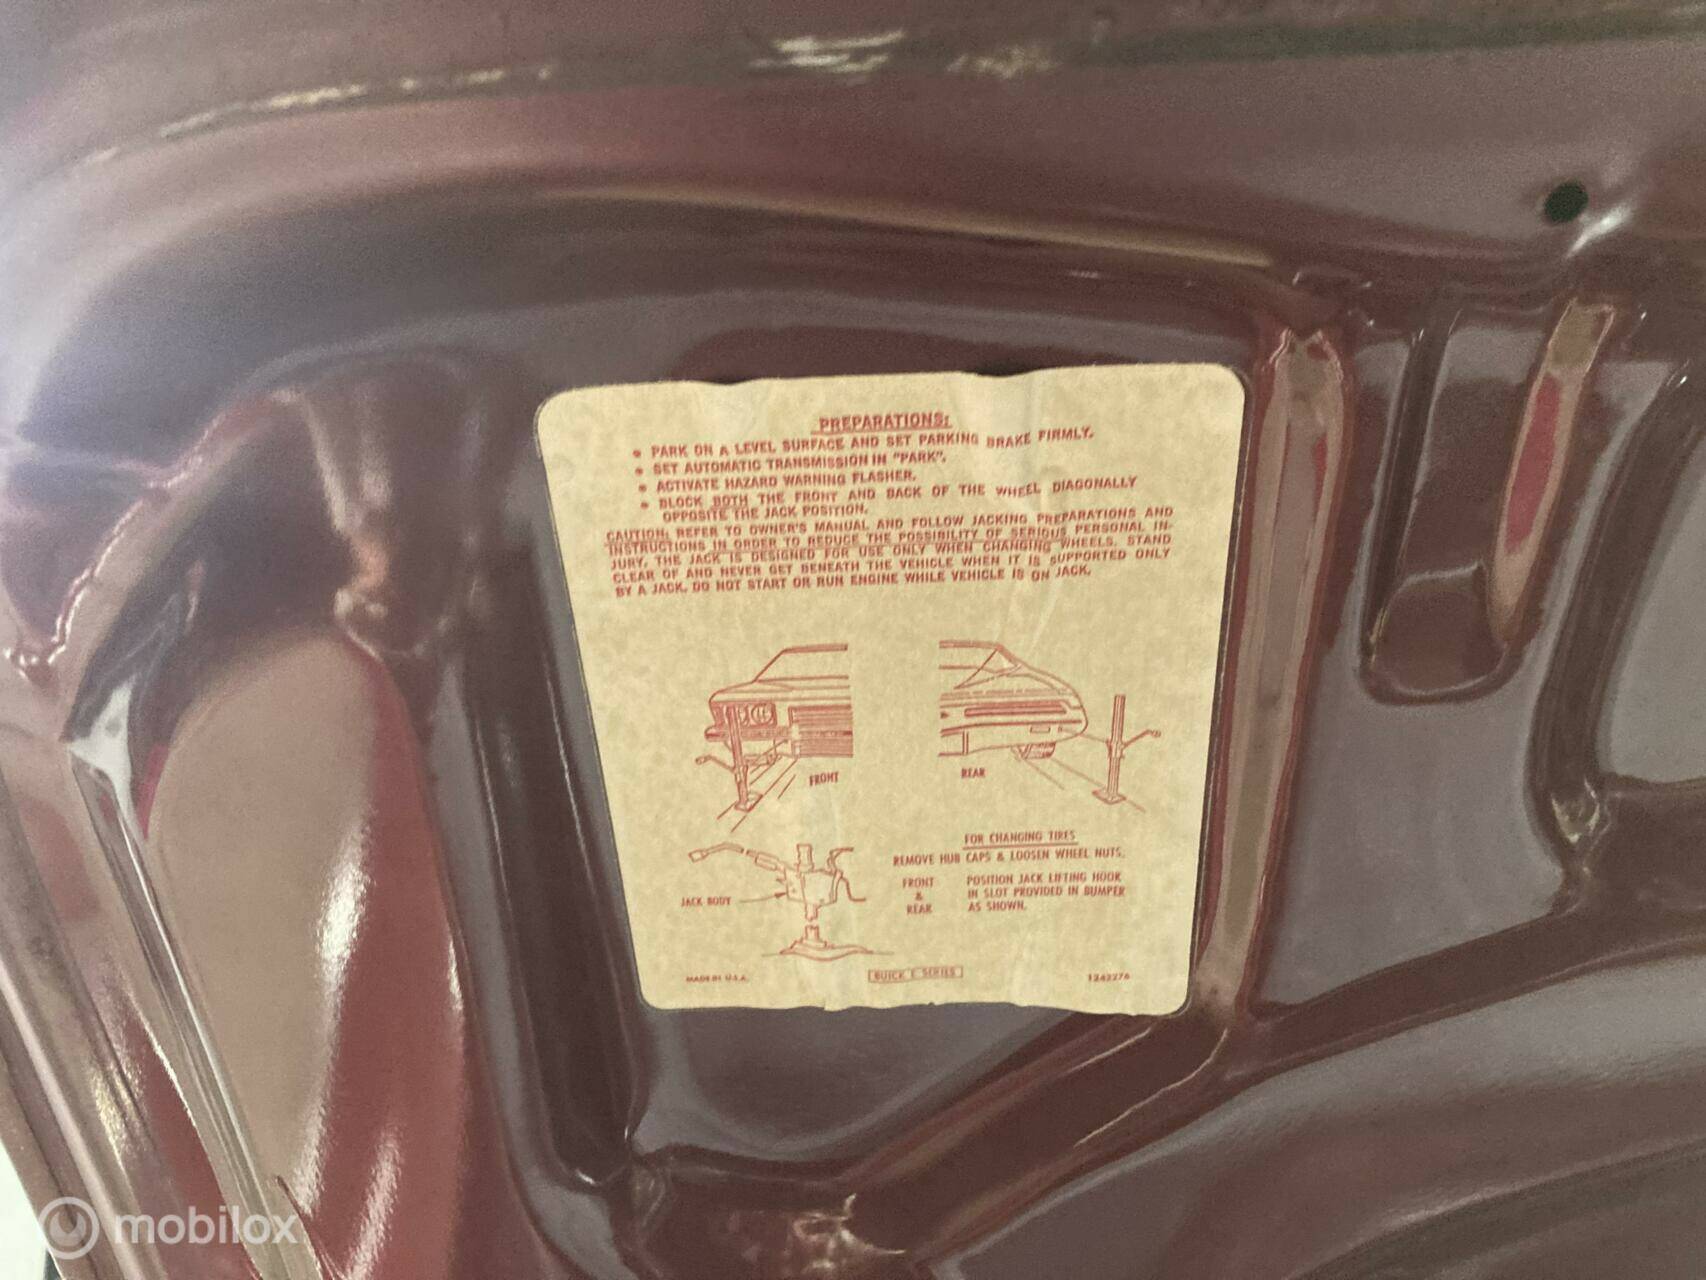 PREPARATIONS:
• PARK ON A LEVEL SURFACE AND SET PARKING BRAKE FIRMLY.
• SET AUTOMATIC TRANSMISSION IN "PARK".
• ACTIVATE HAZARD WARNING FLASHER.
• BLOCK BOTH THE FRONT AND BACK OF THE WHEEL DIAGONALLY
OPPOSITE THE JACK POSITION.
CAUTION: REFER TO OWNER'S MANUAL AND FOLLOW JACKING PREPARATIONS AND
INSTRUCTIONS IN ORDER TO REDUCE THE POSSIBILITY OF SERIOUS PERSONAL IN-
JURY. THE JACK IS DESIGNED FOR USE ONLY WHEN CHANGING WHEELS. STAND
CLEAR OF AND NEVER GET BENEATH THE VEHICLE WHEN IT IS SUPPORTED ONLY
BY A JACK. DO NOT START OR RUN ENGINE WHILE VEHICLE IS ON JACK.
FRONT
REAR
JACK BODY
FOR CHANGING TIRES
REMOVE HUB CAPS & LOOSEN WHEEL NUTS.
FRONT
&
REAR
POSITION JACK LIFTING HOOK
IN SLOT PROVIDED IN BUMPER
AS SHOWN.
MADE IN U.S.A.
BUICK E SERIES
1242276
mobilox